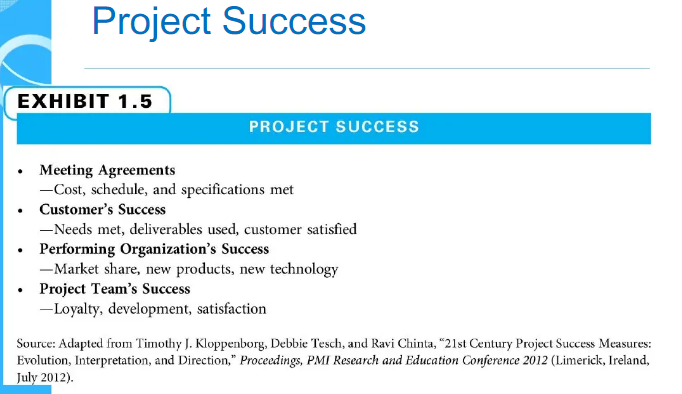 Project Success
EXHIBIT 1.5
PROJECT SUCCESS
• Meeting Agreements
—Cost, schedule, and specifications met
• Customer's Success
—Needs met, deliverables used, customer satisfied
• Performing Organization's Success
—Market share, new products, new technology
• Project Team's Success
—Loyalty, development, satisfaction
Source: Adapted from Timothy J. Kloppenborg, Debbie Tesch, and Ravi Chinta, "21st Century Project Success Measures:
Evolution, Interpretation, and Direction," Proceedings, PMI Research and Education Conference 2012 (Limerick, Ireland,
July 2012).